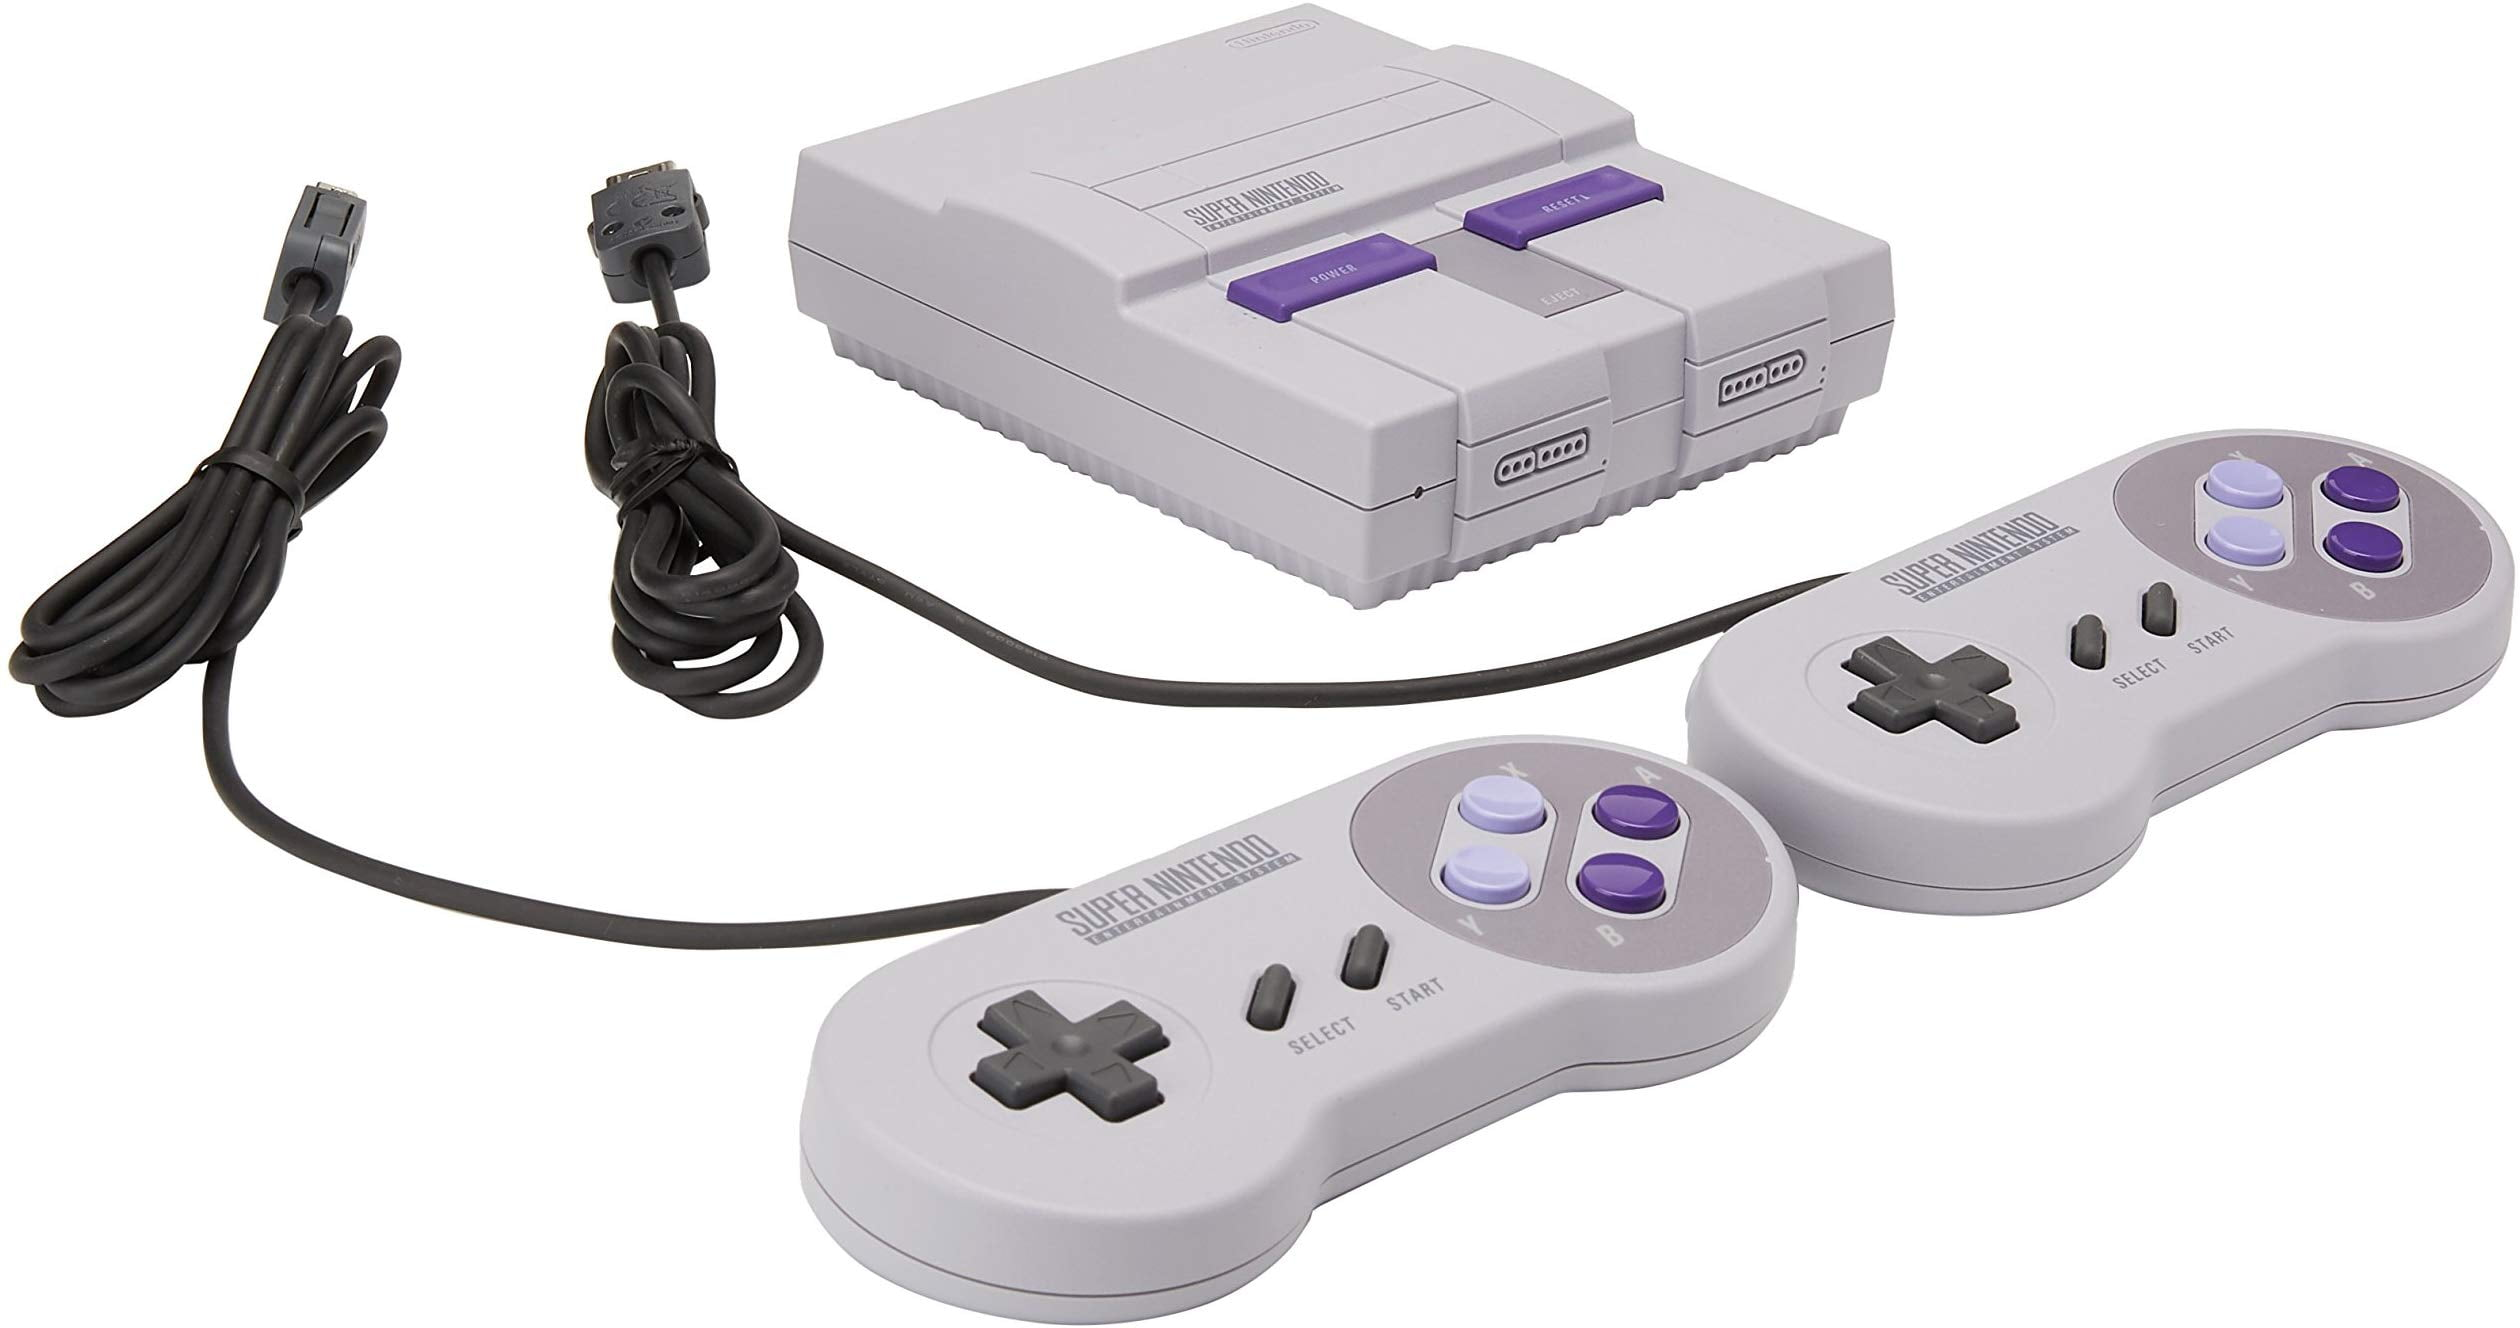 Nintendo
SUPER NINTENDO
ENTERTAINMENT SYSTEM
POWER
RESET
EJECT
SUPER NINTENDO
ENTERTAINMENT SYSTEM
X
A
Y
B
SELECT
START
SUPER NINTENDO
ENTERTAINMENT SYSTEM
X
A
Y
B
SELECT
START